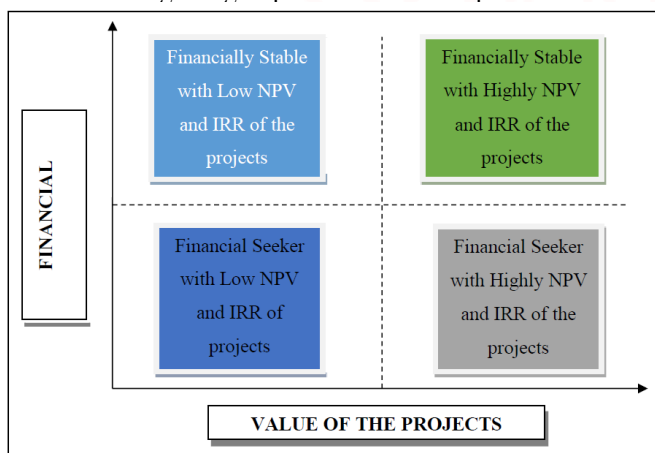 Financially Stable
with Low NPV
and IRR of the
projects
Financially Stable
with Highly NPV
and IRR of the
projects
FINANCIAL
Financial Seeker
with Low NPV
and IRR of
projects
Financial Seeker
with Highly NPV
and IRR of the
projects
VALUE OF THE PROJECTS